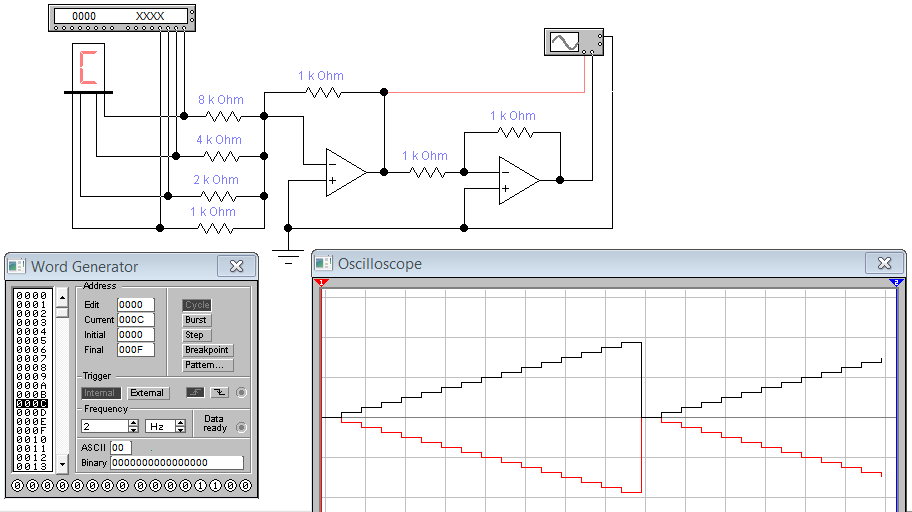 0000 XXXX
C
1 k Ohm
8 k Ohm
4 k Ohm
2 k Ohm
1 k Ohm
1 k Ohm
1 k Ohm
Word Generator
0000
0001
0002
0003
0004
0005
0006
0007
0008
0009
000A
000B
000C
000D
000E
000F
0010
0011
0012
0013
Address
Edit 0000
Current 000C
Initial 0000
Final 000F
Cycle
Burst
Step
Breakpoint
Pattern...
Trigger
Internal External
Frequency
2 Hz
Data ready
ASCII 00
Binary 0000000000000000
0 0 0 0 0 0 0 0 0 0 0 0 1 1 0 0
Oscilloscope
1 2